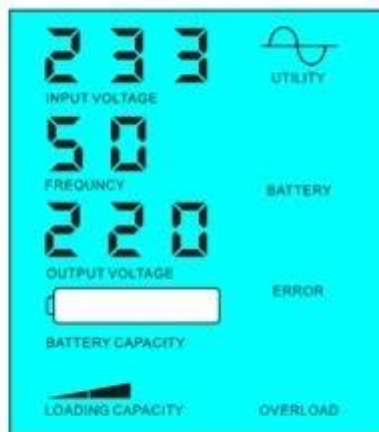 233
UTILITY
INPUT VOLTAGE
50
FREQUNCY
BATTERY
220
OUTPUT VOLTAGE
ERROR
BATTERY CAPACITY
LOADING CAPACITY
OVERLOAD